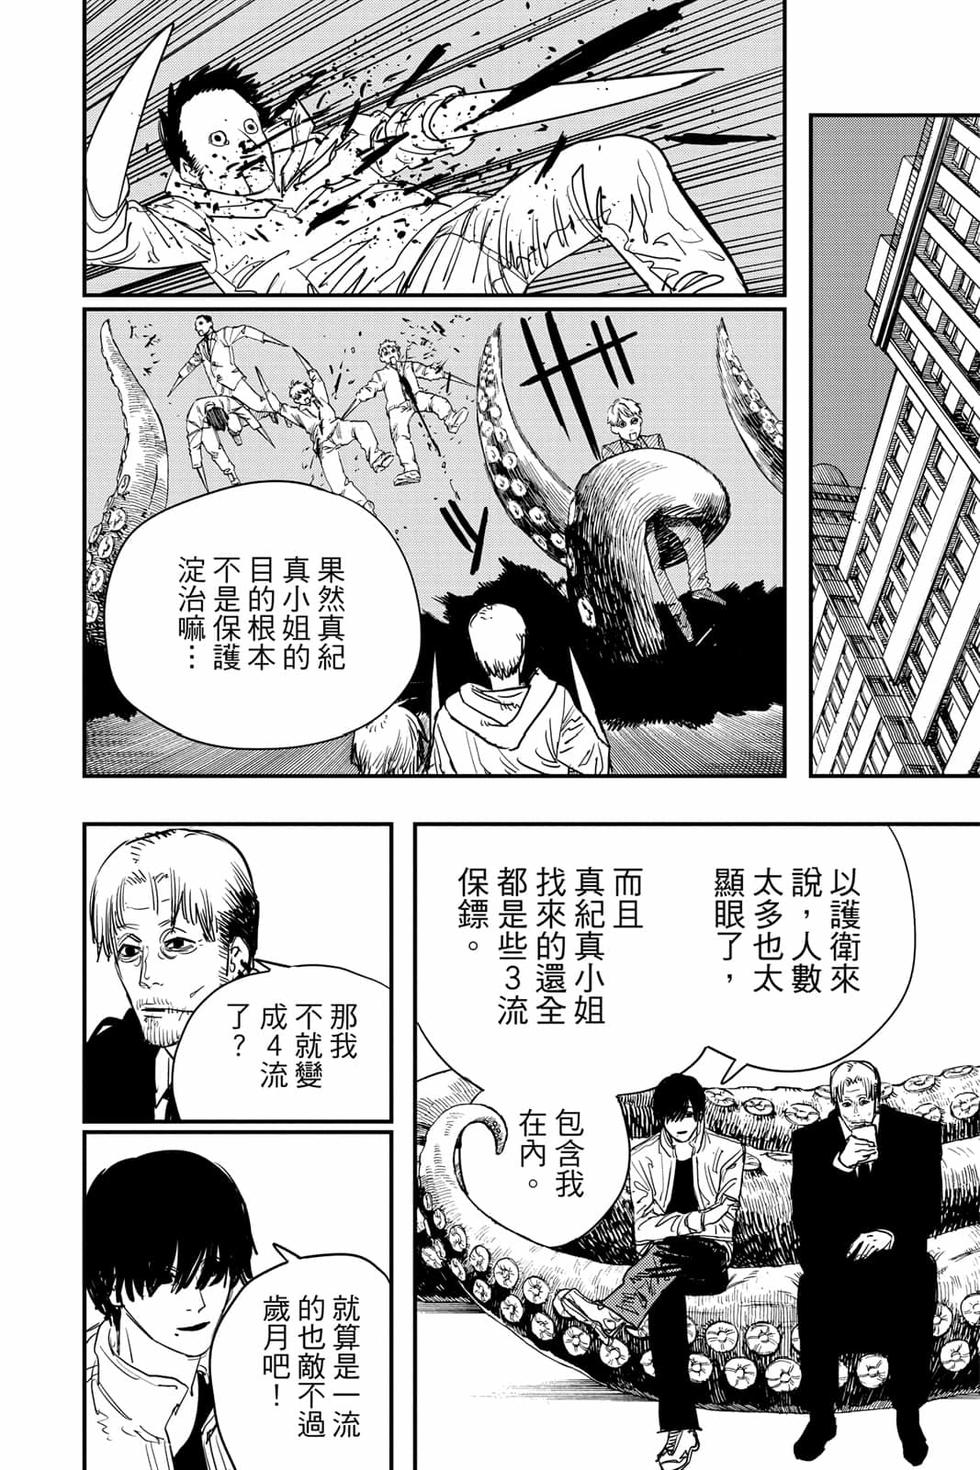 果然真紀
真小姐的
目的根本
不是保護
淀治嘛…
以護衛來
說，人數
太多也太
顯眼了，
而且
真紀真小姐
找來的還全
都是些3流
保鏢。
包含我
在內。
那我
不就變
成4流
了？
就算是一流
的也敵不過
歲月吧！